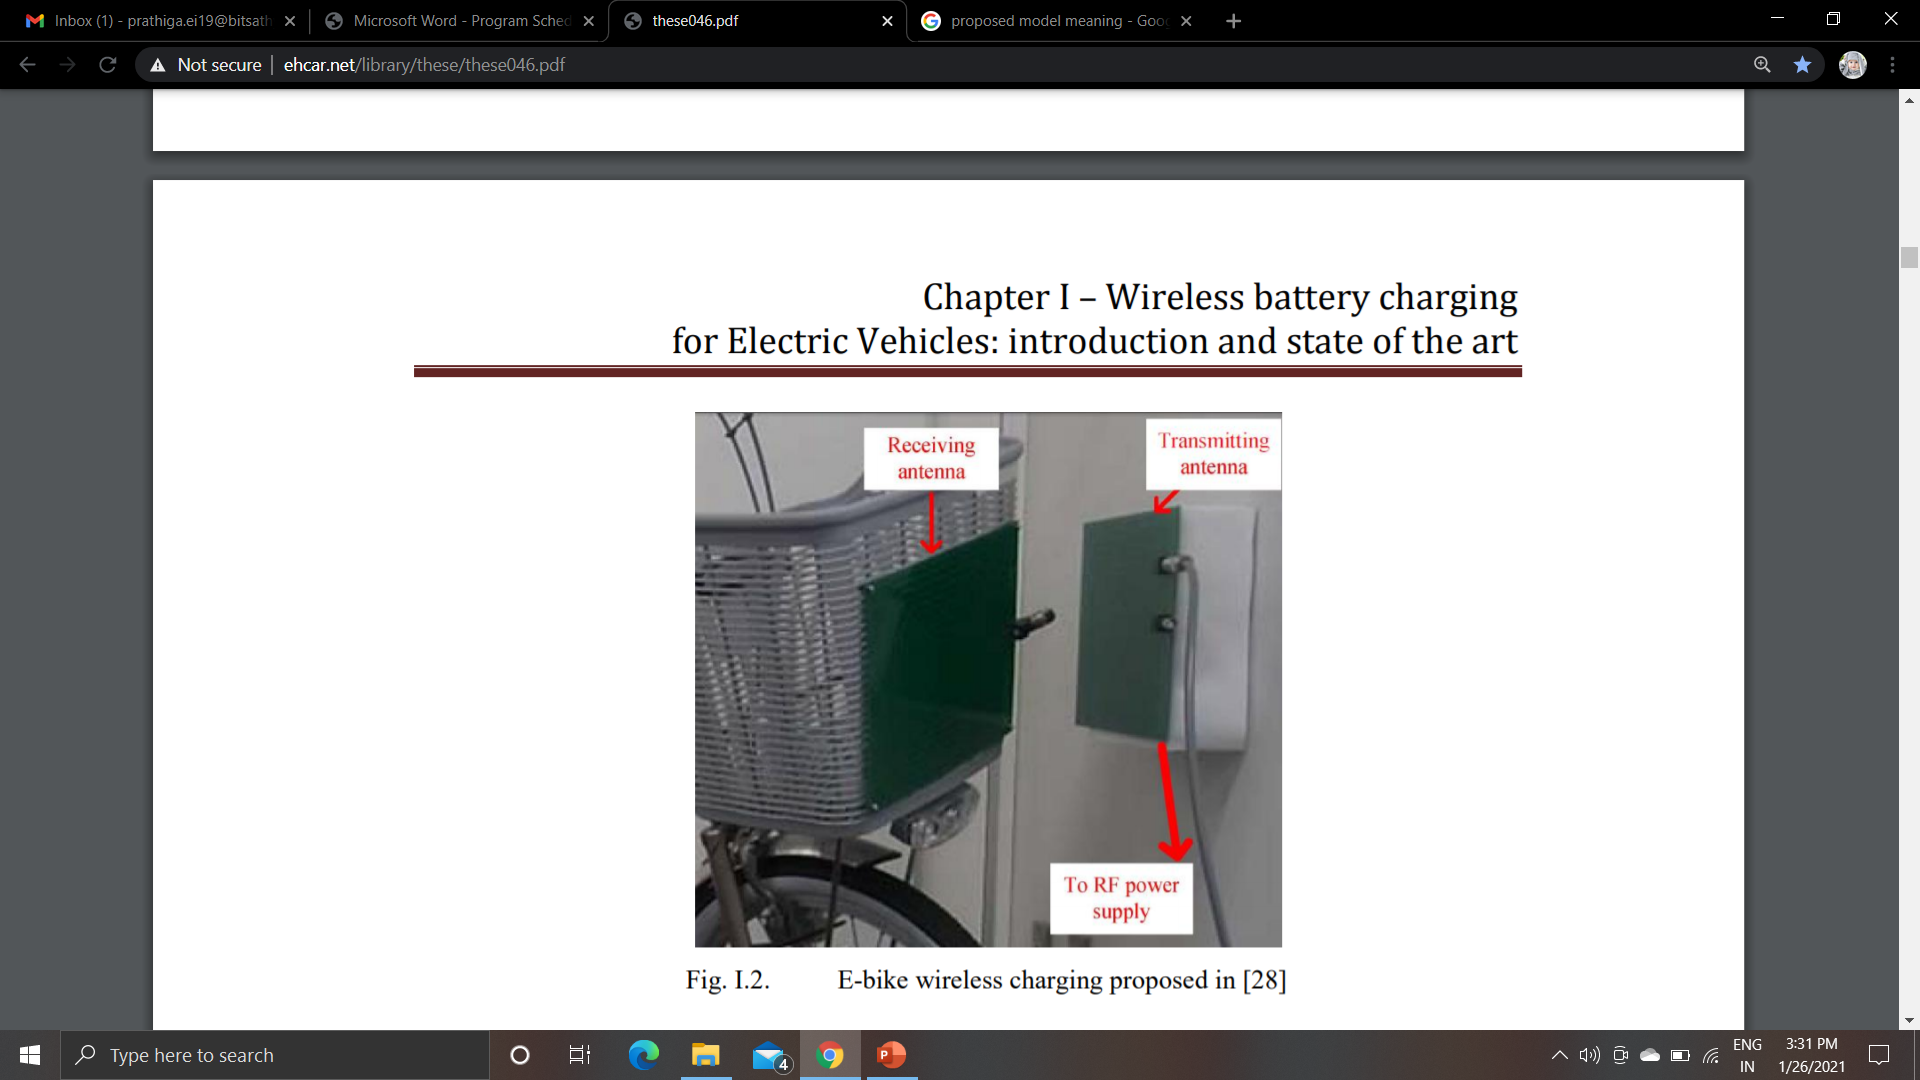 Inbox (1) - prathiga.ei19@bitsath
Microsoft Word - Program Sched
these046.pdf
proposed model meaning - Goo
Not secure
ehcar.net/library/these/these046.pdf
Chapter I – Wireless battery charging
for Electric Vehicles: introduction and state of the art
Receiving
antenna
Transmitting
antenna
To RF power
supply
Fig. I.2. E-bike wireless charging proposed in [28]
Type here to search
4
P
ENG
IN
3:31 PM
1/26/2021